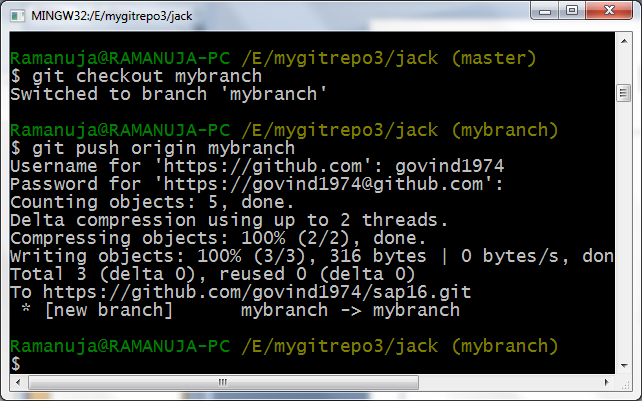 MINGW32:/E/mygitrepo3/jack
Ramanuja@RAMANUJA-PC /E/mygitrepo3/jack (master)
$ git checkout mybranch
Switched to branch 'mybranch'
Ramanuja@RAMANUJA-PC /E/mygitrepo3/jack (mybranch)
$ git push origin mybranch
Username for 'https://github.com': govind1974
Password for 'https://govind1974@github.com':
Counting objects: 5, done.
Delta compression using up to 2 threads.
Compressing objects: 100% (2/2), done.
Writing objects: 100% (3/3), 316 bytes | 0 bytes/s, don
Total 3 (delta 0), reused 0 (delta 0)
To https://github.com/govind1974/sap16.git
 * [new branch]      mybranch -> mybranch
Ramanuja@RAMANUJA-PC /E/mygitrepo3/jack (mybranch)
$